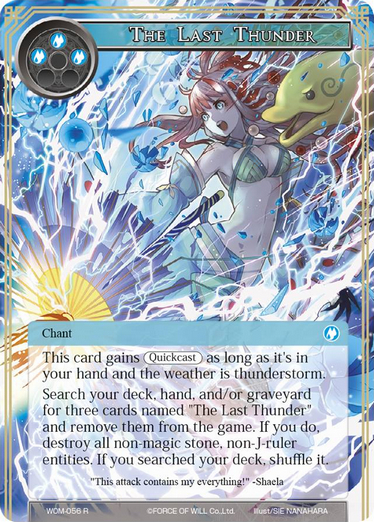 The Last Thunder
Chant
This card gains Quickcast as long as it's in
your hand and the weather is thunderstorm.
Search your deck, hand, and/or graveyard
for three cards named "The Last Thunder"
and remove them from the game. If you do,
destroy all non-magic stone, non-J-ruler
entities. If you searched your deck, shuffle it.
"This attack contains my everything!" -Shaela
WOM-056 R ©FORCE OF WILL Co.,Ltd. Illust/SIE NANAHARA